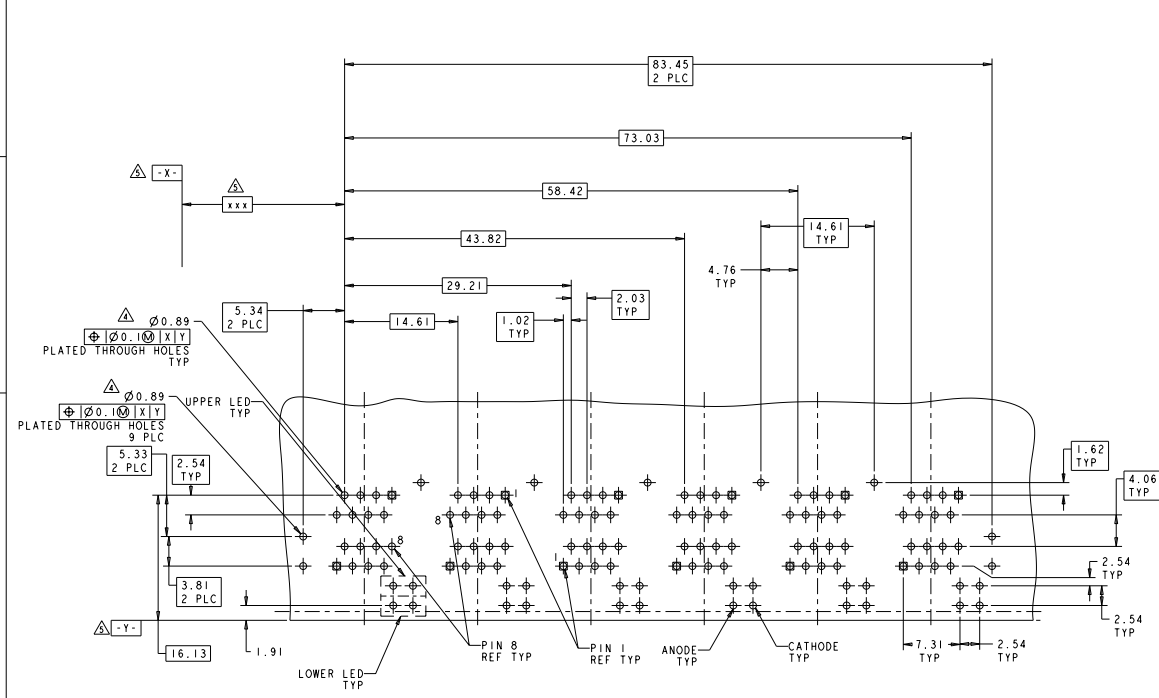 83.45
2 PLC
73.03
5
-X-
5
xxx
58.42
14.61
TYP
43.82
4.76
TYP
29.21
2.03
TYP
5.34
2 PLC
14.61
1.02
TYP
4
Ø0.89
⌖ Ø0.1Ⓜ X Y
PLATED THROUGH HOLES
TYP
4
Ø0.89
⌖ Ø0.1Ⓜ X Y
PLATED THROUGH HOLES
9 PLC
UPPER LED
TYP
5.33
2 PLC
2.54
TYP
1.62
TYP
4.06
TYP
1
8
8
1
3.81
2 PLC
2.54
TYP
2.54
TYP
5
-Y-
16.13
1.91
LOWER LED
TYP
PIN 8
REF TYP
PIN 1
REF TYP
ANODE
TYP
CATHODE
TYP
7.31
TYP
2.54
TYP